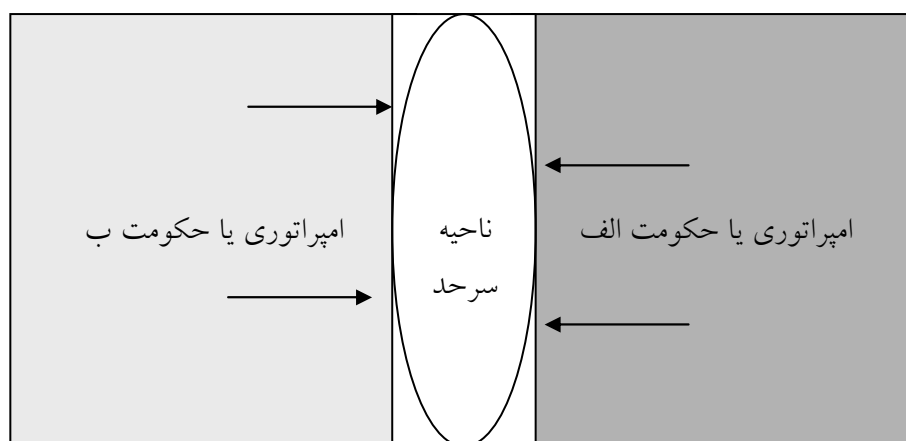 امپراتوری یا حکومت الف
ناحیه
سرحد
امپراتوری یا حکومت ب